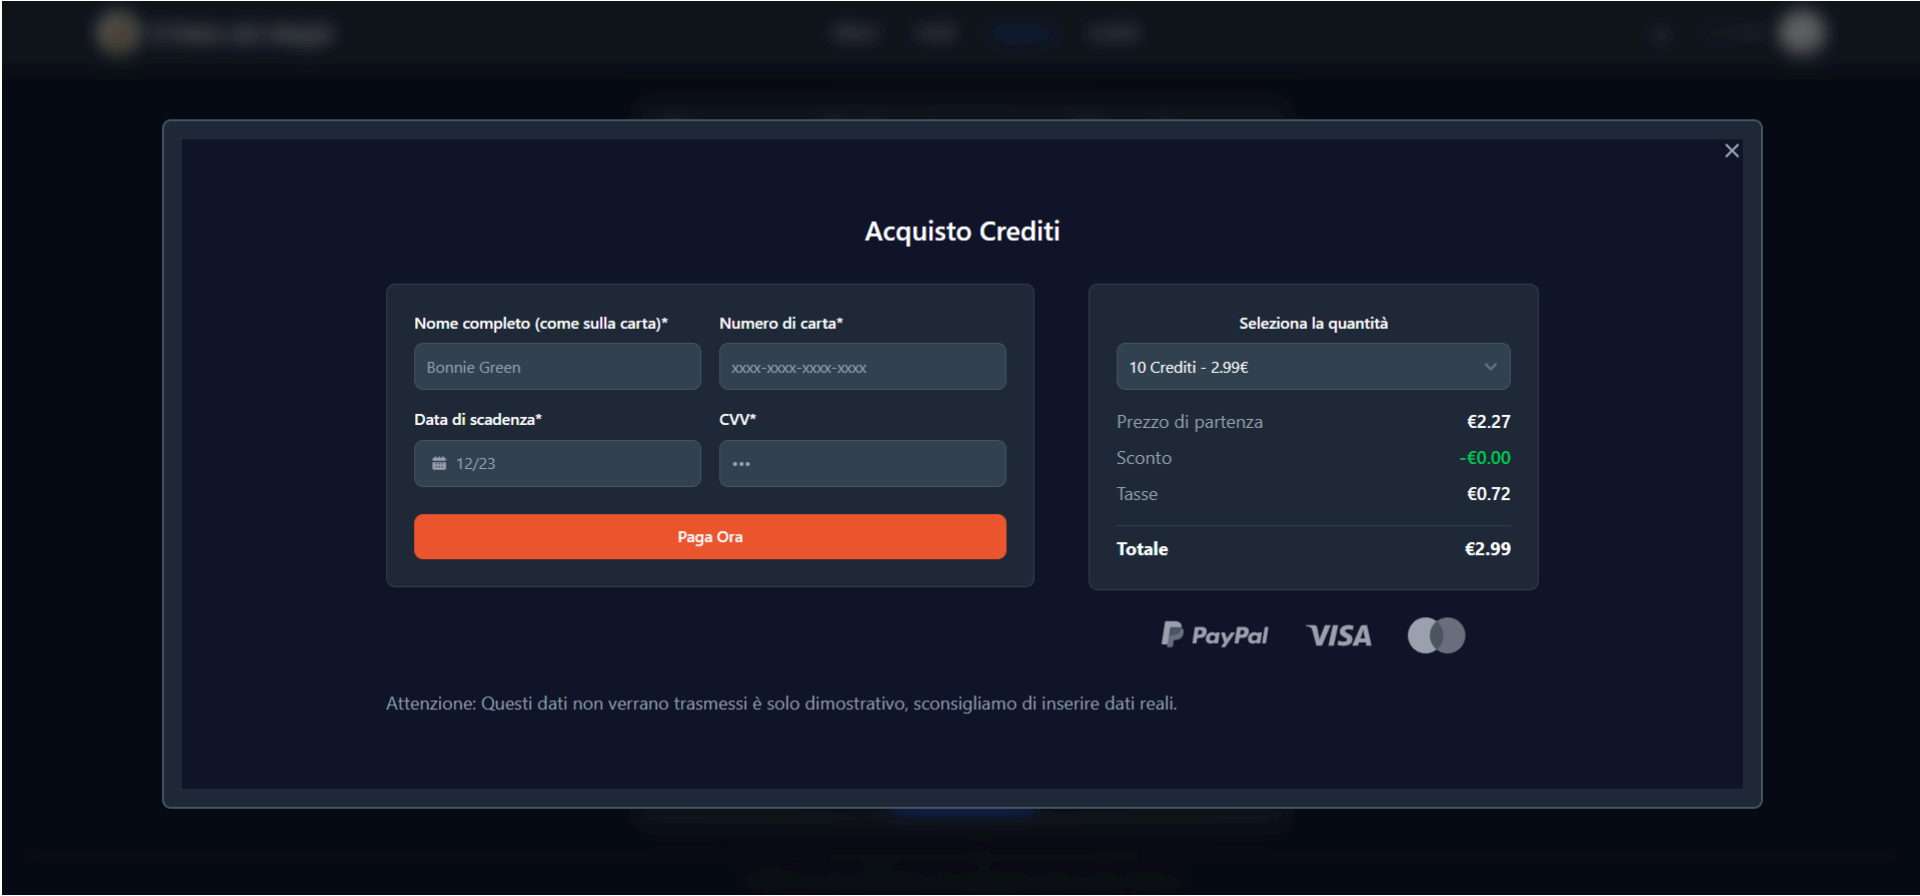 Acquisto Crediti
Nome completo (come sulla carta)*
Numero di carta*
Bonnie Green
xxxx-xxxx-xxxx-xxxx
Data di scadenza*
CVV*
12/23
•••
Paga Ora
Seleziona la quantità
10 Crediti - 2.99€
Prezzo di partenza €2.27
Sconto -€0.00
Tasse €0.72
Totale €2.99
PayPal VISA
Attenzione: Questi dati non verrano trasmessi è solo dimostrativo, sconsigliamo di inserire dati reali.